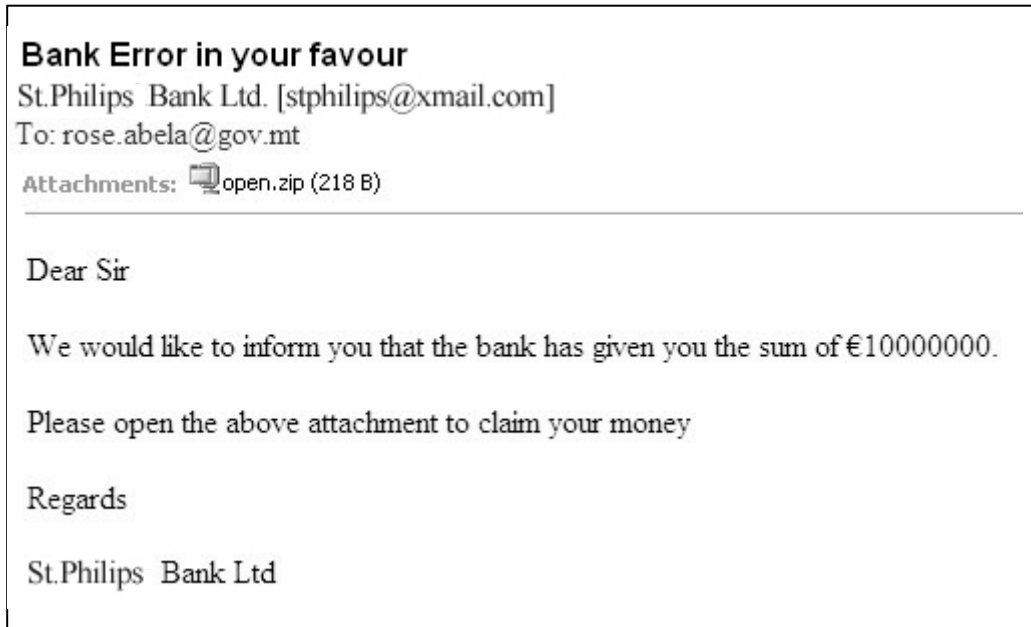 Bank Error in your favour
St.Philips Bank Ltd. [stphilips@xmail.com]
To: rose.abela@gov.mt
Attachments: open.zip (218 B)
Dear Sir
We would like to inform you that the bank has given you the sum of €10000000.
Please open the above attachment to claim your money
Regards
St.Philips Bank Ltd